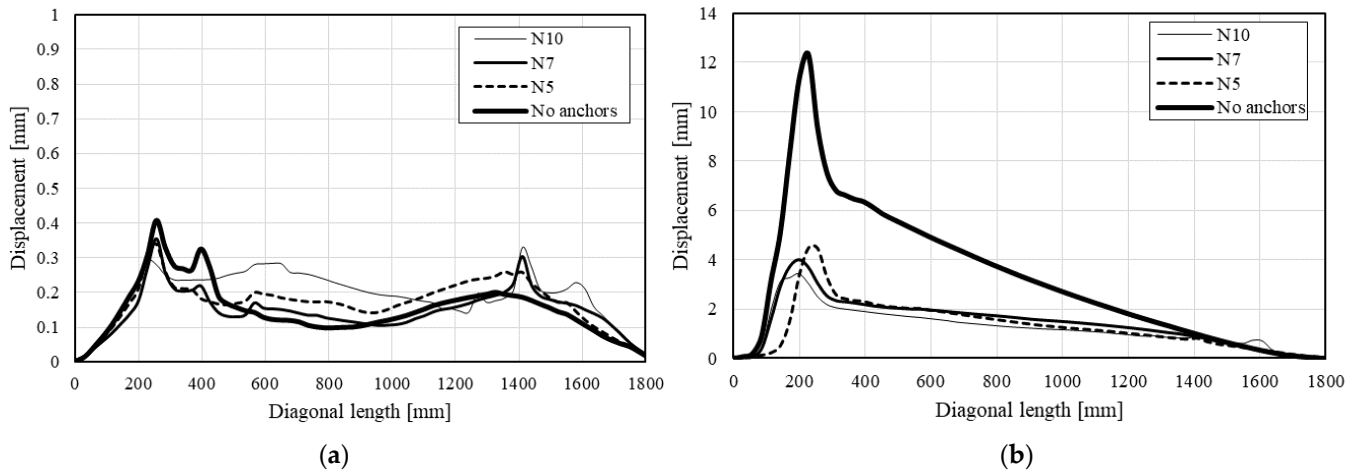 1
0.9
0.8
0.7
0.6
0.5
0.4
0.3
0.2
0.1
0
Displacement [mm]
N10
N7
N5
No anchors
0 200 400 600 800 1000 1200 1400 1600 1800
Diagonal length [mm]
(a)
14
12
10
8
6
4
2
0
Displacement [mm]
N10
N7
N5
No anchors
0 200 400 600 800 1000 1200 1400 1600 1800
Diagonal length [mm]
(b)